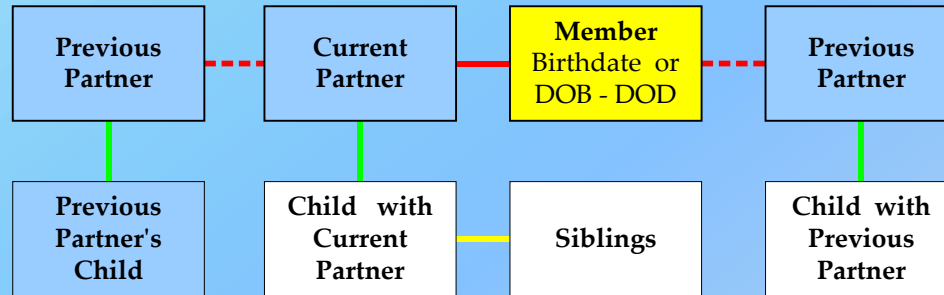 Previous
Partner
Current
Partner
Member
Birthdate or
DOB - DOD
Previous
Partner
Previous
Partner's
Child
Child with
Current
Partner
Siblings
Child with
Previous
Partner